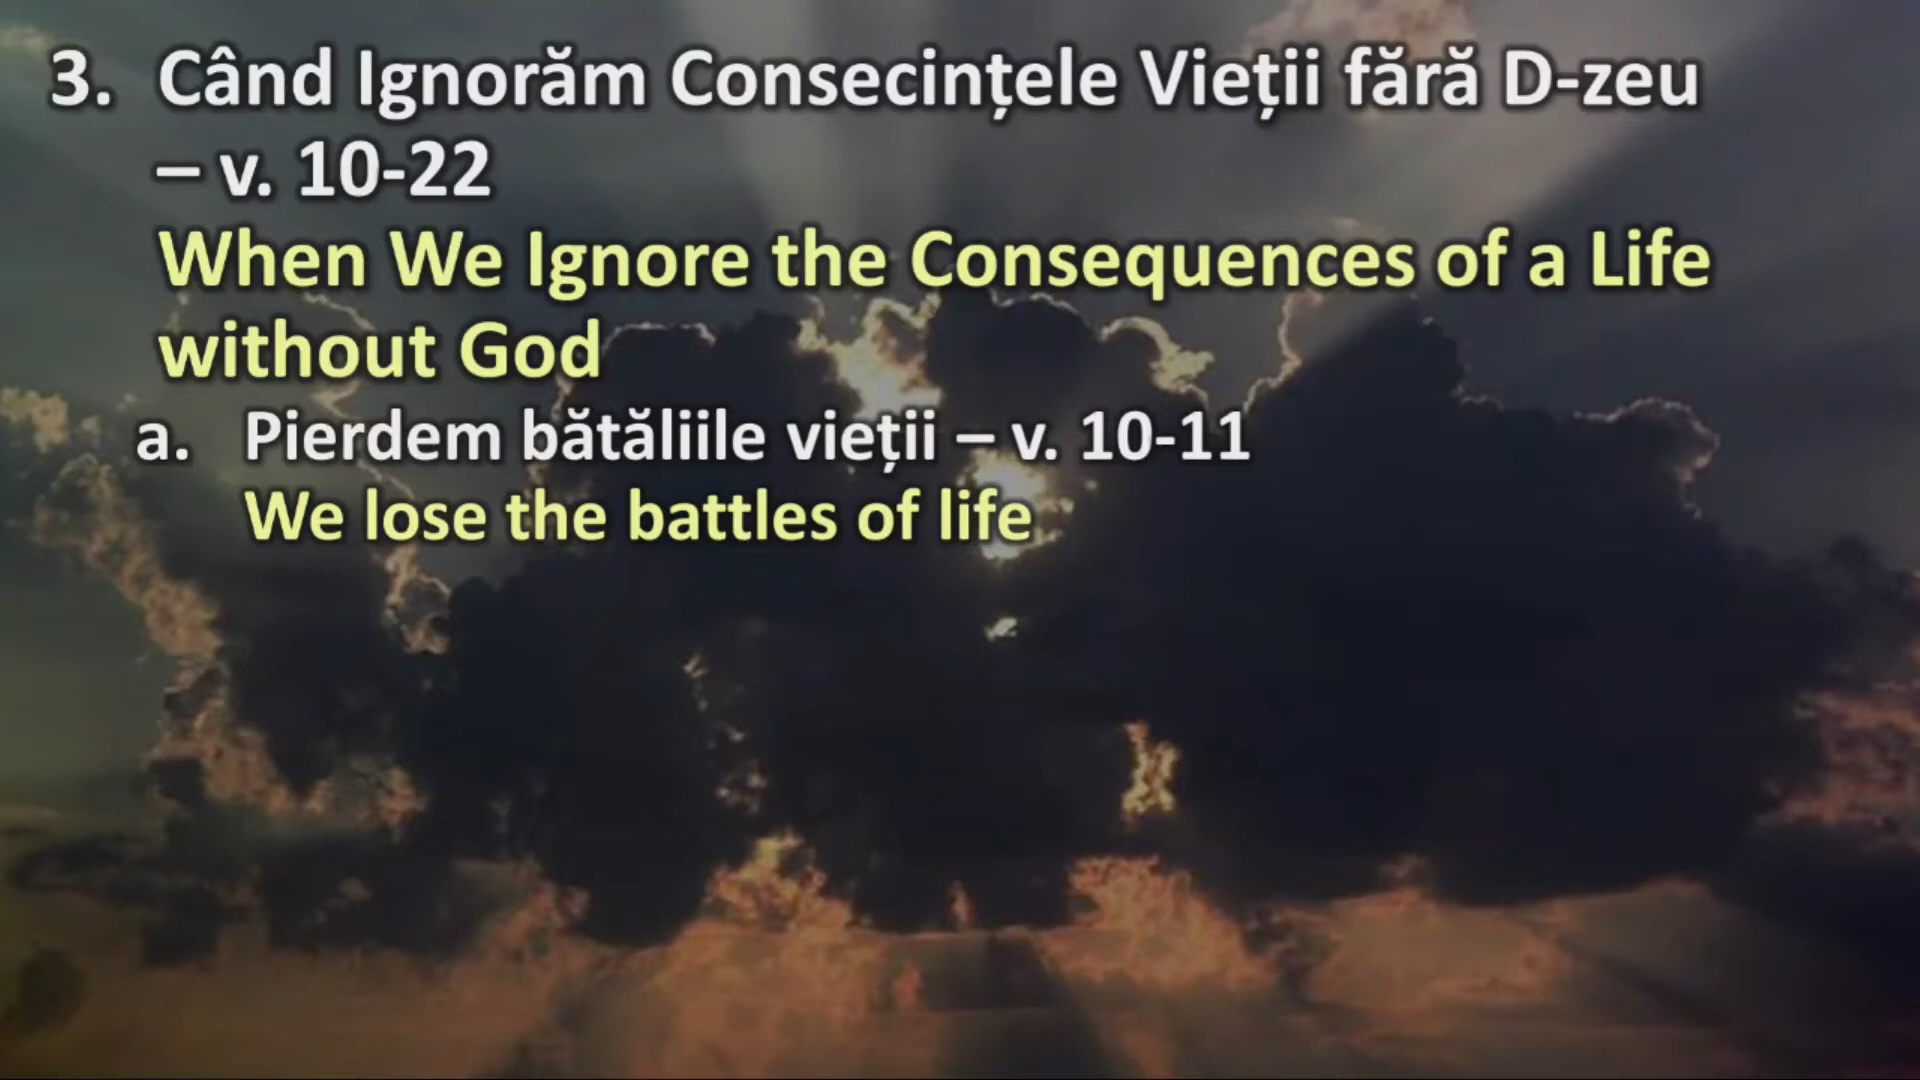 3. Când Ignorăm Consecințele Vieții fără D-zeu
– v. 10-22
When We Ignore the Consequences of a Life
without God
a. Pierdem bătăliile vieții – v. 10-11
We lose the battles of life